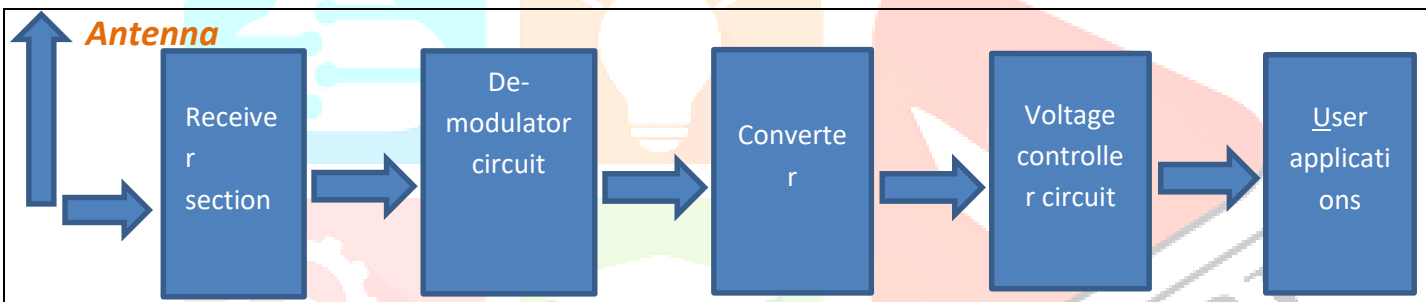 Antenna
Receive
r
section
De-
modulator
circuit
Converte
r
Voltage
controlle
r circuit
User
applicati
ons